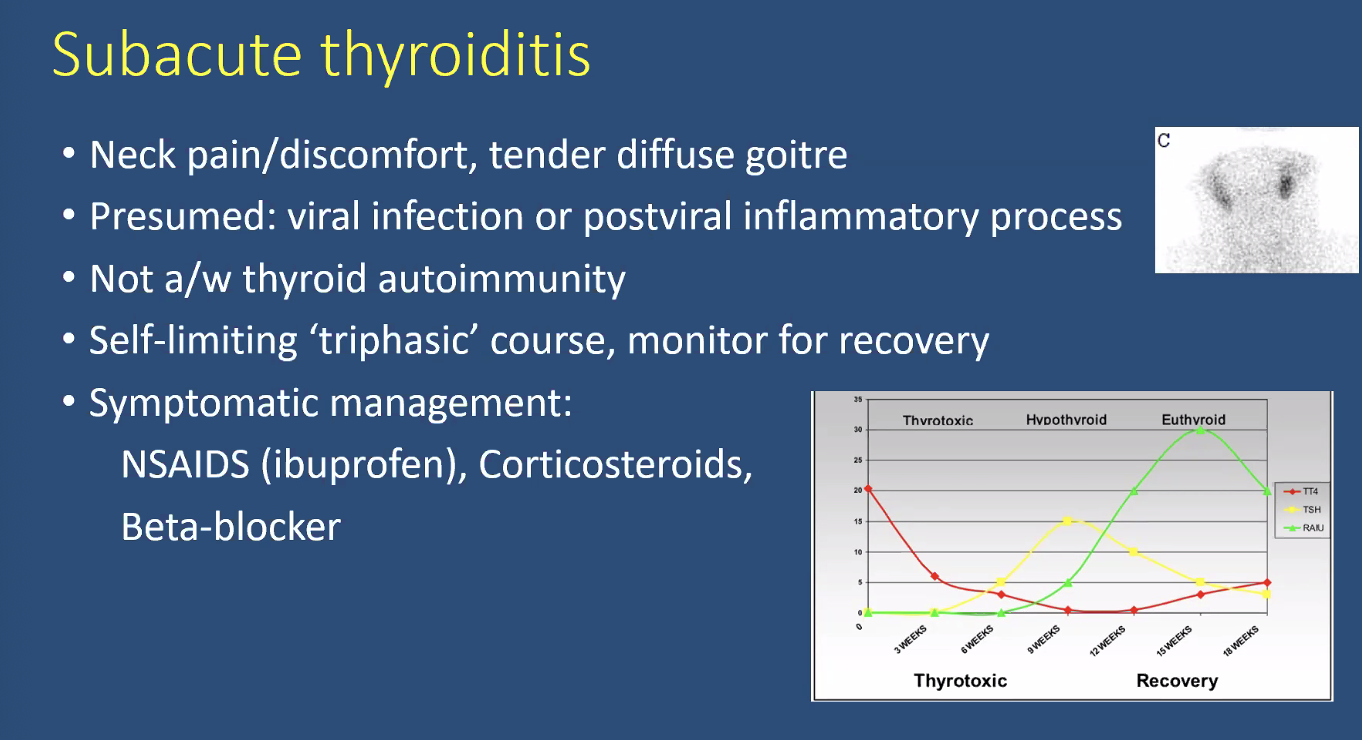 Subacute thyroiditis
• Neck pain/discomfort, tender diffuse goitre
• Presumed: viral infection or postviral inflammatory process
• Not a/w thyroid autoimmunity
• Self-limiting ‘triphasic’ course, monitor for recovery
• Symptomatic management:
NSAIDS (ibuprofen), Corticosteroids,
Beta-blocker
C
35
Thyrotoxic Hypothyroid Euthyroid
30
25
20
15
10
5
0
TT4
TSH
RAIU
0 3 WEEKS 6 WEEKS 9 WEEKS 12 WEEKS 15 WEEKS 18 WEEKS
Thyrotoxic Recovery